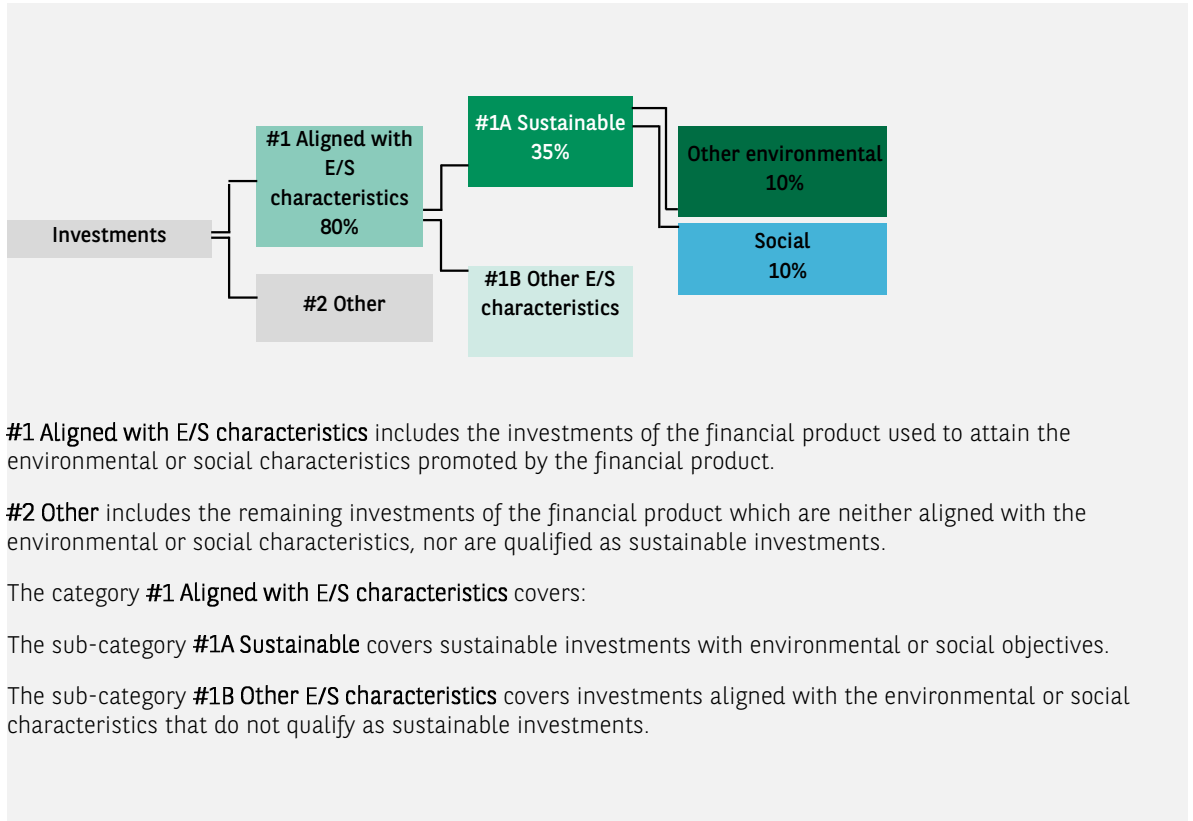 #1 Aligned with
E/S
characteristics
80%
#1A Sustainable
35%
Other environmental
10%
Investments
Social
10%
#2 Other
#1B Other E/S
characteristics
#1 Aligned with E/S characteristics includes the investments of the financial product used to attain the
environmental or social characteristics promoted by the financial product.
#2 Other includes the remaining investments of the financial product which are neither aligned with the
environmental or social characteristics, nor are qualified as sustainable investments.
The category #1 Aligned with E/S characteristics covers:
The sub-category #1A Sustainable covers sustainable investments with environmental or social objectives.
The sub-category #1B Other E/S characteristics covers investments aligned with the environmental or social
characteristics that do not qualify as sustainable investments.